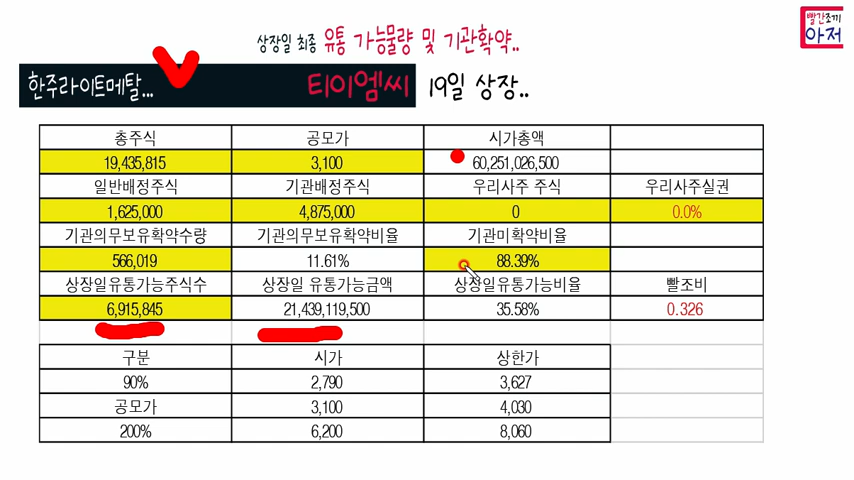 빨간조끼
아저
상장일 최종 유통 가능물량 및 기관확약..
한주라이트메탈... 티이엠씨 19일 상장..
총주식 공모가 시가총액
19,435,815 3,100 60,251,026,500
일반배정주식 기관배정주식 우리사주 주식 우리사주실권
1,625,000 4,875,000 0 0.0%
기관의무보유확약수량 기관의무보유확약비율 기관미확약비율
566,019 11.61% 88.39%
상장일유통가능주식수 상장일 유통가능금액 상장일유통가능비율 빨조비
6,915,845 21,439,119,500 35.58% 0.326
구분 시가 상한가
90% 2,790 3,627
공모가 3,100 4,030
200% 6,200 8,060